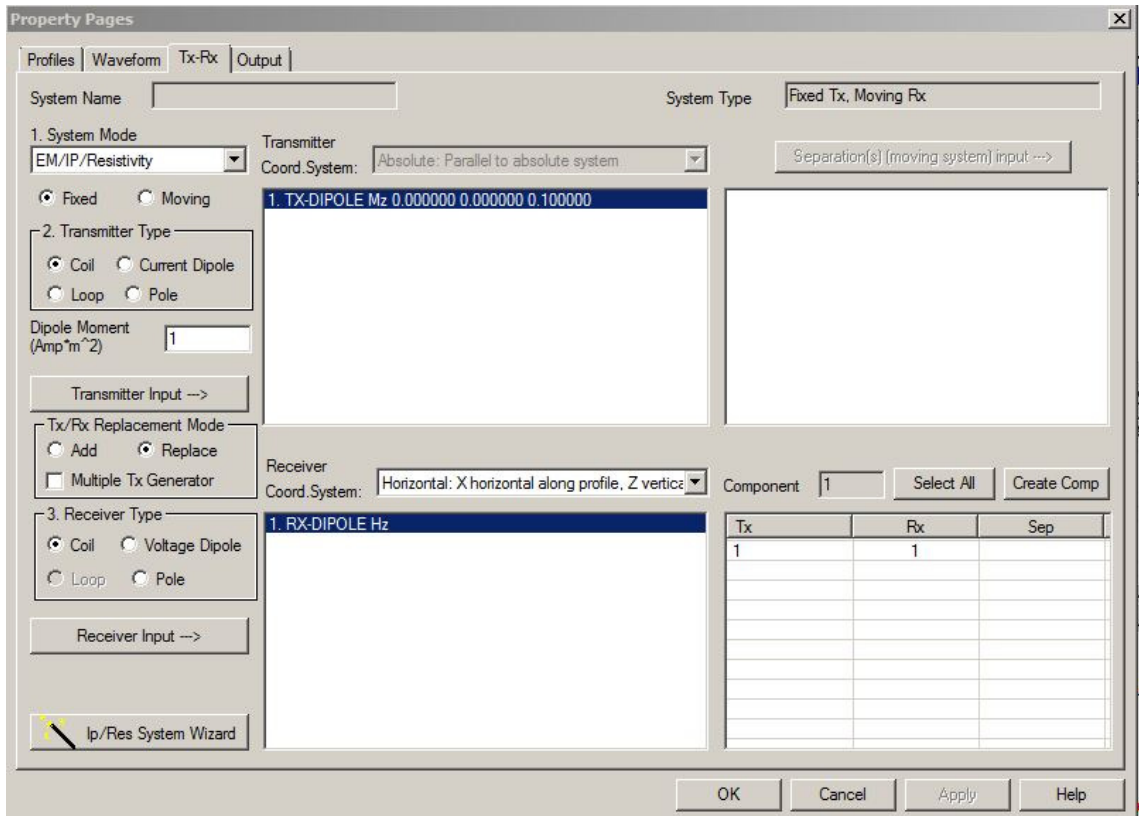 Property Pages
Profiles Waveform Tx-Rx Output
System Name
System Type Fixed Tx, Moving Rx
1. System Mode
EM/IP/Resistivity
Transmitter
Coord.System: Absolute: Parallel to absolute system
Separation(s) (moving system) input --->
Fixed Moving
1. TX-DIPOLE Mz 0.000000 0.000000 0.100000
2. Transmitter Type
Coil Current Dipole
Loop Pole
Dipole Moment
(Amp*m^2) 1
Transmitter Input --->
Tx/Rx Replacement Mode
Add Replace
Multiple Tx Generator
Receiver
Coord.System: Horizontal: X horizontal along profile, Z vertica
Component 1 Select All Create Comp
3. Receiver Type
Coil Voltage Dipole
Loop Pole
Receiver Input --->
1. RX-DIPOLE Hz
Tx Rx Sep
1 1
Ip/Res System Wizard
OK Cancel Apply Help